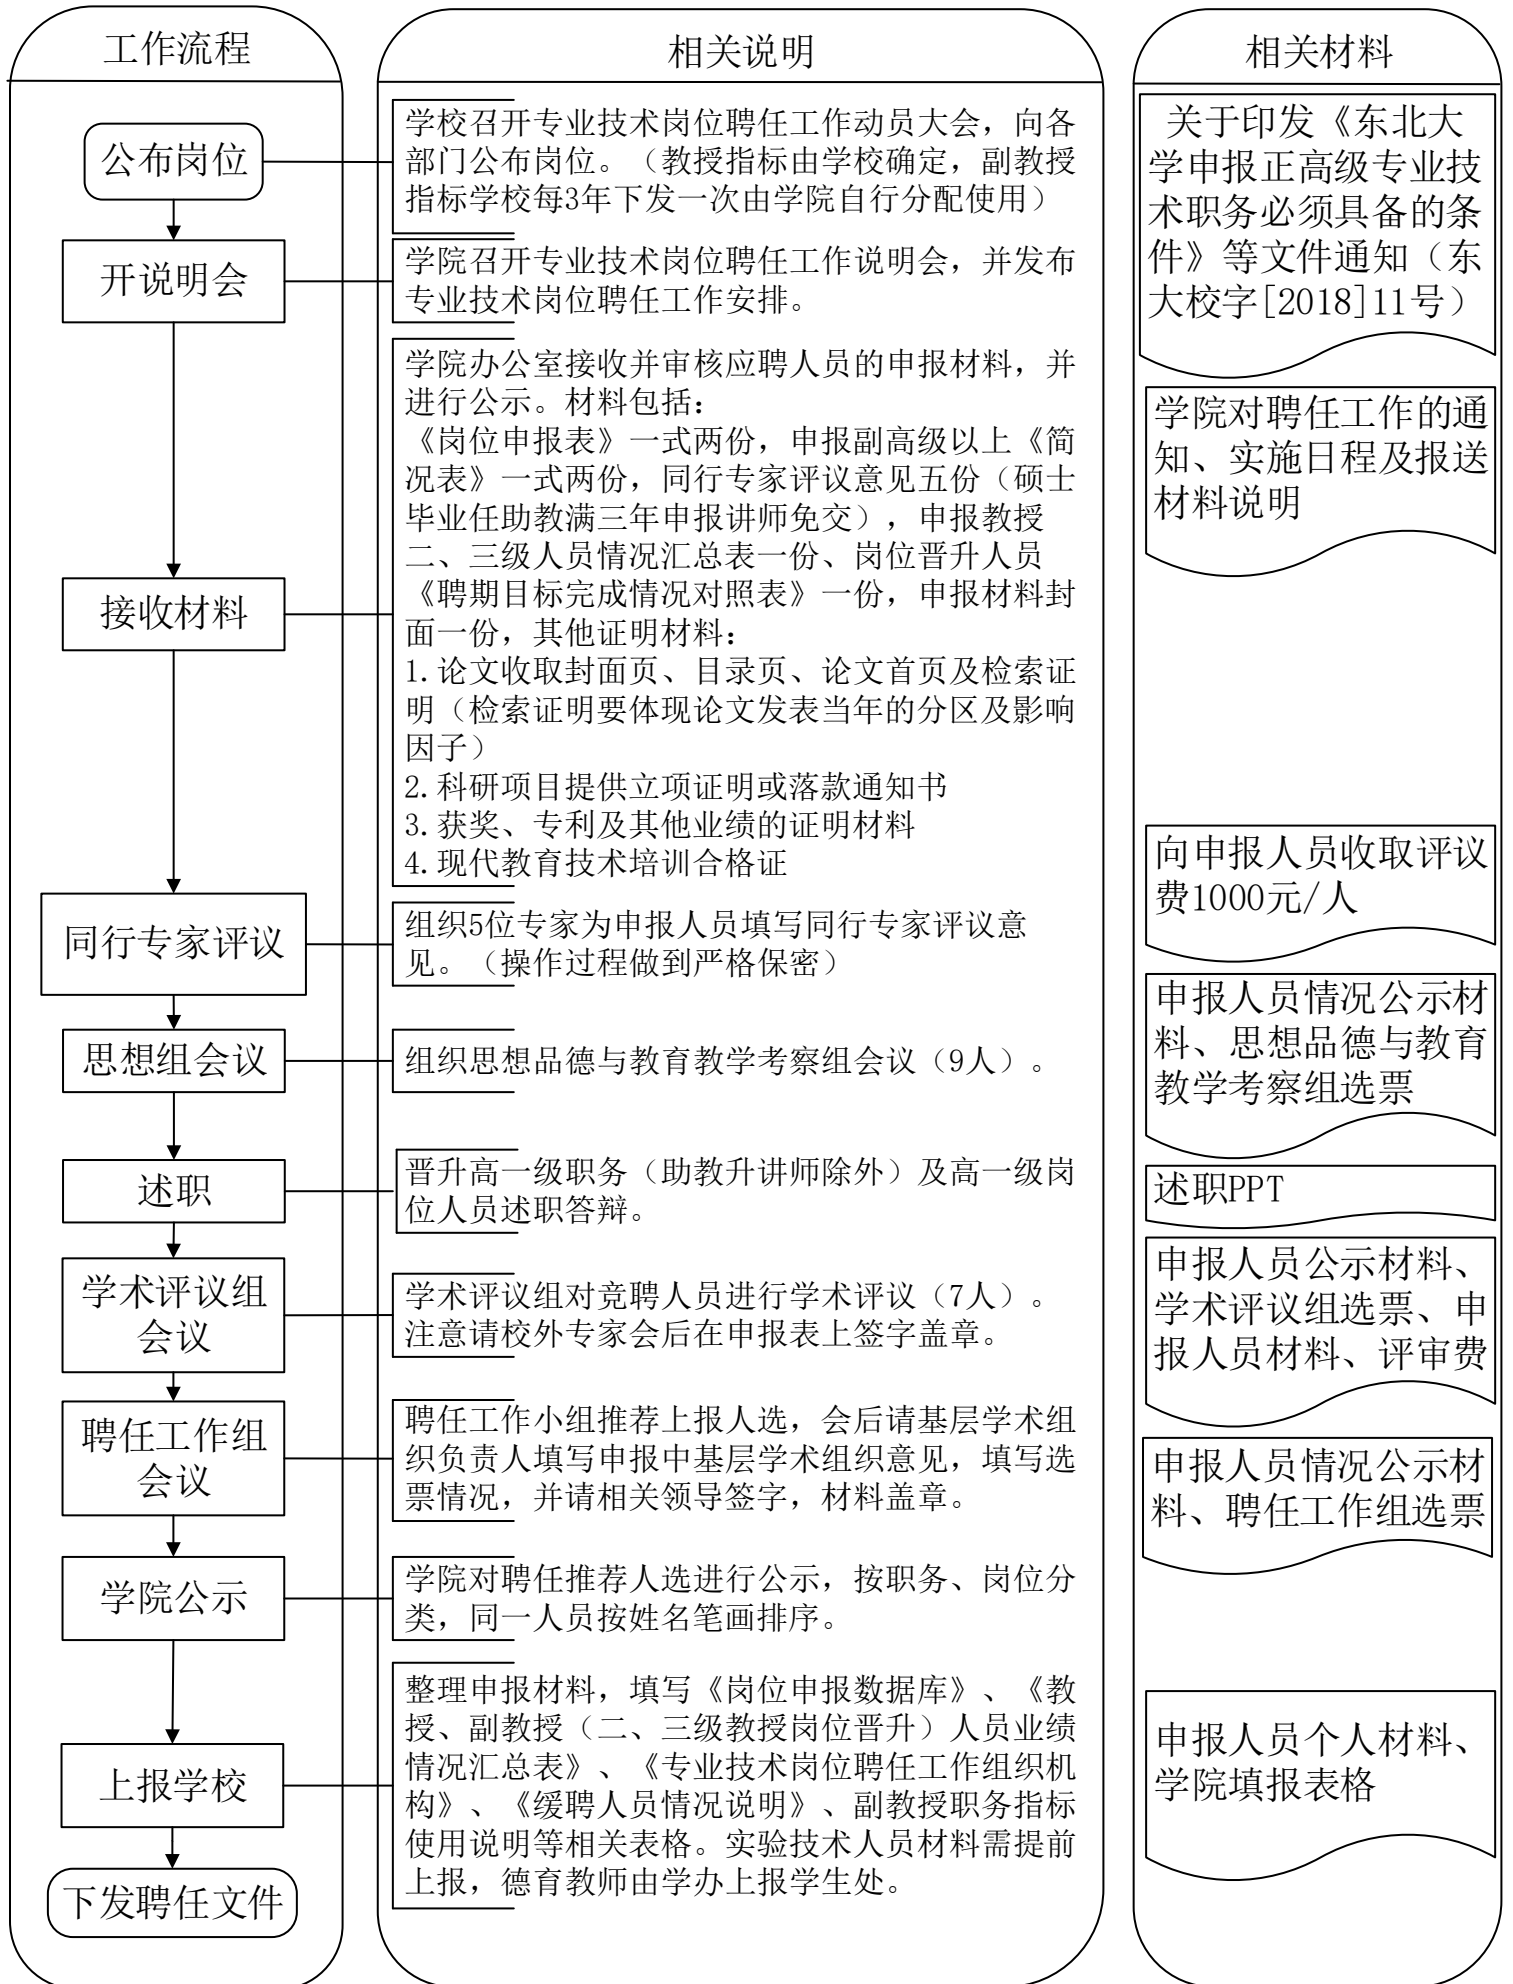 工作流程
公布岗位
开说明会
接收材料
同行专家评议
思想组会议
述职
学术评议组
会议
聘任工作组
会议
学院公示
上报学校
下发聘任文件
相关说明
学校召开专业技术岗位聘任工作动员大会，向各
部门公布岗位。（教授指标由学校确定，副教授
指标学校每3年下发一次由学院自行分配使用）
学院召开专业技术岗位聘任工作说明会，并发布
专业技术岗位聘任工作安排。
学院办公室接收并审核应聘人员的申报材料，并
进行公示。材料包括：
《岗位申报表》一式两份，申报副高级以上《简
况表》一式两份，同行专家评议意见五份（硕士
毕业任助教满三年申报讲师免交），申报教授
二、三级人员情况汇总表一份、岗位晋升人员
《聘期目标完成情况对照表》一份，申报材料封
面一份，其他证明材料：
1.论文收取封面页、目录页、论文首页及检索证
明（检索证明要体现论文发表当年的分区及影响
因子）
2.科研项目提供立项证明或落款通知书
3.获奖、专利及其他业绩的证明材料
4.现代教育技术培训合格证
组织5位专家为申报人员填写同行专家评议意
见。（操作过程做到严格保密）
组织思想品德与教育教学考察组会议（9人）。
晋升高一级职务（助教升讲师除外）及高一级岗
位人员述职答辩。
学术评议组对竞聘人员进行学术评议（7人）。
注意请校外专家会后在申报表上签字盖章。
聘任工作小组推荐上报人选，会后请基层学术组
织负责人填写申报中基层学术组织意见，填写选
票情况，并请相关领导签字，材料盖章。
学院对聘任推荐人选进行公示，按职务、岗位分
类，同一人员按姓名笔画排序。
整理申报材料，填写《岗位申报数据库》、《教
授、副教授（二、三级教授岗位晋升）人员业绩
情况汇总表》、《专业技术岗位聘任工作组织机
构》、《缓聘人员情况说明》、副教授职务指标
使用说明等相关表格。实验技术人员材料需提前
上报，德育教师由学办上报学生处。
相关材料
关于印发《东北大
学申报正高级专业技
术职务必须具备的条
件》等文件通知（东
大校字[2018]11号）
学院对聘任工作的通
知、实施日程及报送
材料说明
向申报人员收取评议
费1000元/人
申报人员情况公示材
料、思想品德与教育
教学考察组选票
述职PPT
申报人员公示材料、
学术评议组选票、申
报人员材料、评审费
申报人员情况公示材
料、聘任工作组选票
申报人员个人材料、
学院填报表格